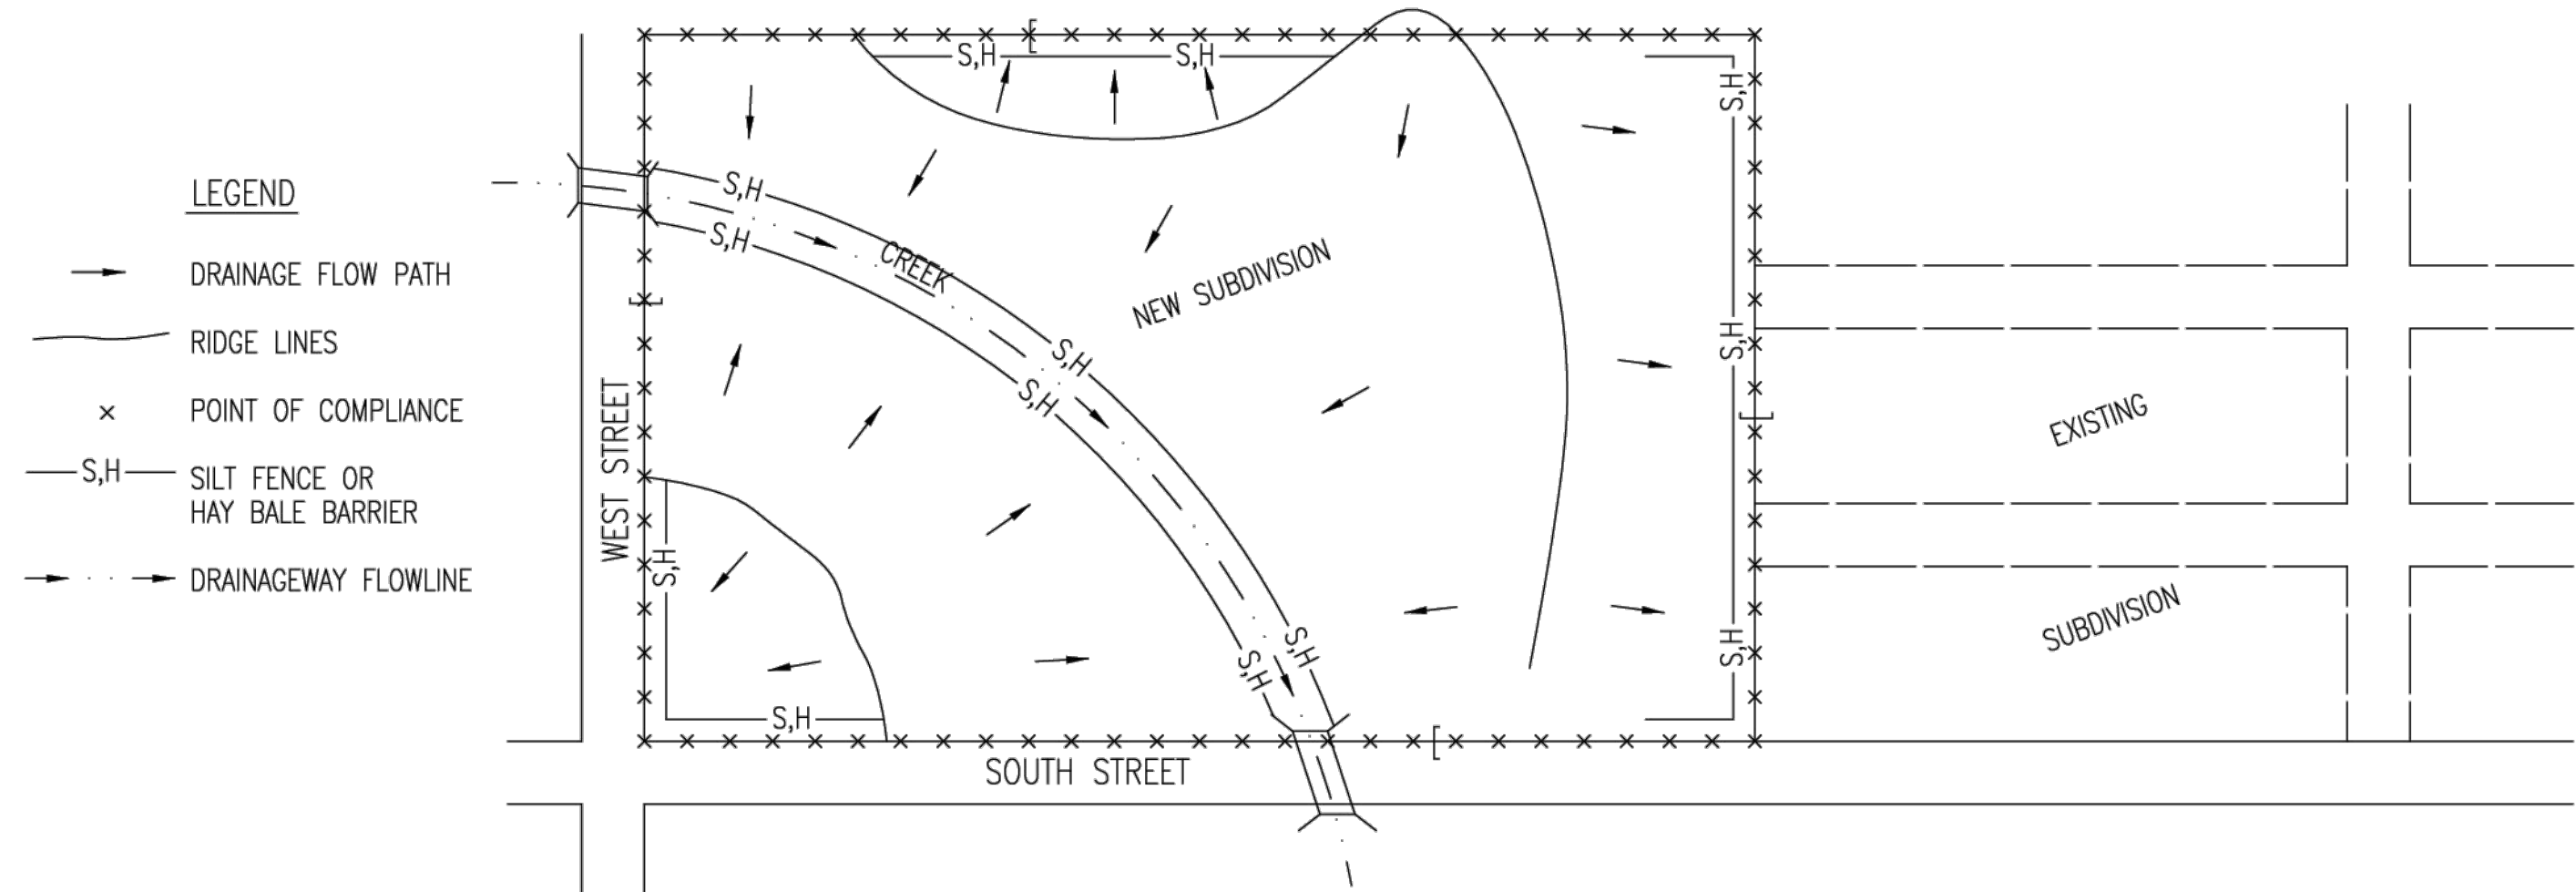 LEGEND
DRAINAGE FLOW PATH
RIDGE LINES
POINT OF COMPLIANCE
S,H
SILT FENCE OR
HAY BALE BARRIER
DRAINAGEWAY FLOWLINE
S,H
S,H
S,H
S,H
S,H
CREEK
NEW SUBDIVISION
S,H
S,H
S,H
WEST STREET
EXISTING
S,H
SUBDIVISION
S,H
S,H
S,H
S,H
SOUTH STREET